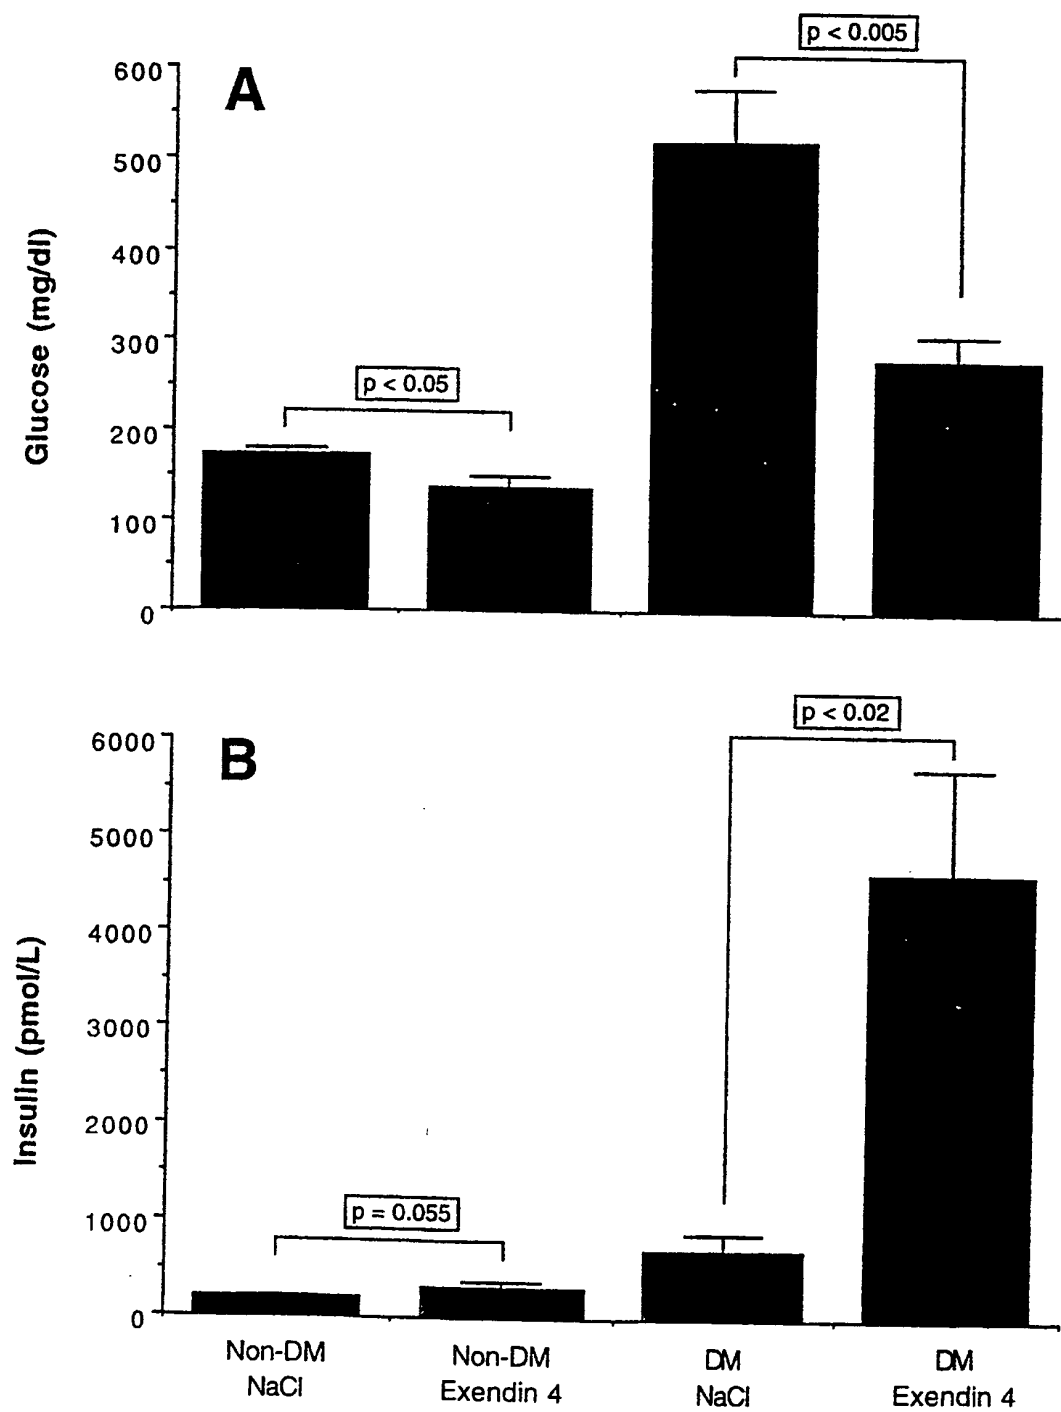 p < 0.005
A
600
500
400
300
200
100
0
Glucose (mg/dl)
p < 0.05
p < 0.02
B
6000
5000
4000
3000
2000
1000
0
Insulin (pmol/L)
p = 0.055
Non-DM
NaCl
Non-DM
Exendin 4
DM
NaCl
DM
Exendin 4